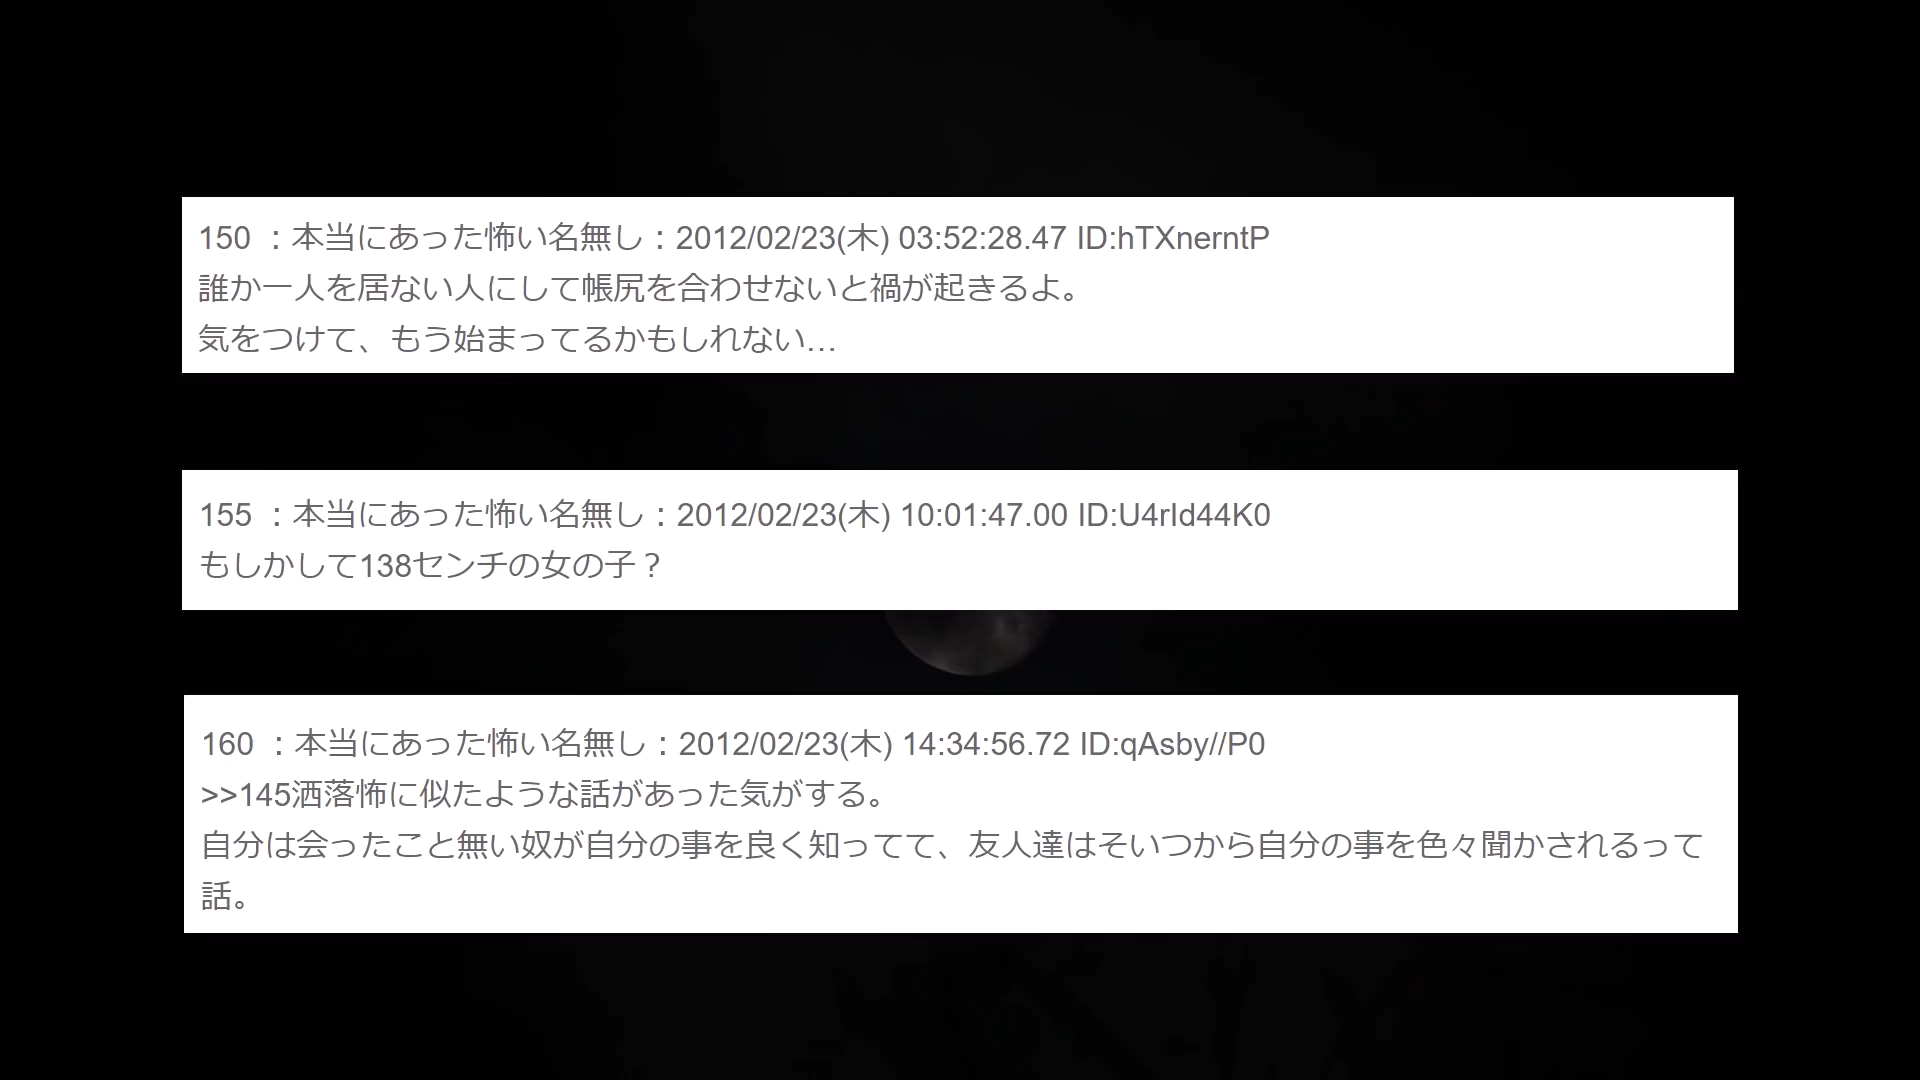 150 ：本当にあった怖い名無し：2012/02/23(木) 03:52:28.47 ID:hTXnerntP
誰か一人を居ない人にして帳尻を合わせないと禍が起きるよ。
気をつけて、もう始まってるかもしれない…
155 ：本当にあった怖い名無し：2012/02/23(木) 10:01:47.00 ID:U4rId44K0
もしかして138センチの女の子？
160 ：本当にあった怖い名無し：2012/02/23(木) 14:34:56.72 ID:qAsby//P0
>>145洒落怖に似たような話があった気がする。
自分は会ったこと無い奴が自分の事を良く知ってて、友人達はそいつから自分の事を色々聞かされるって
話。